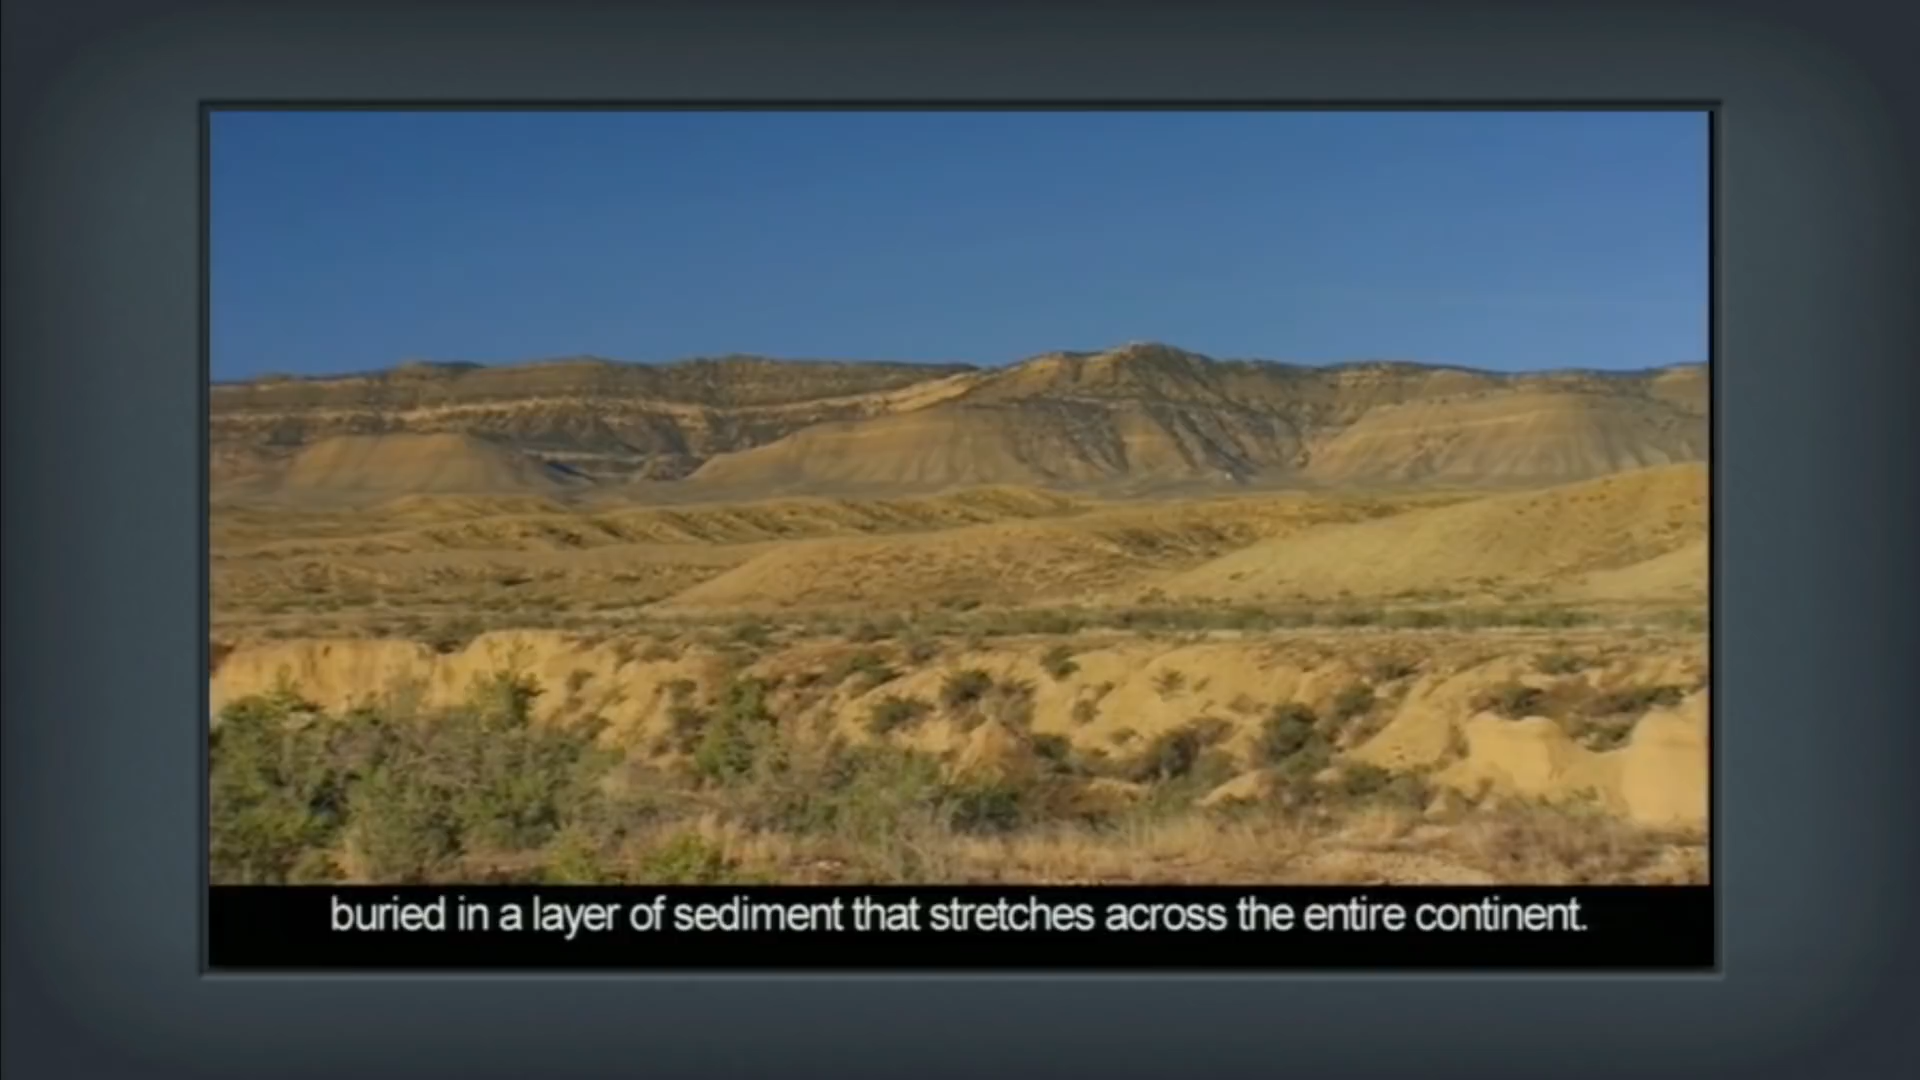 buried in a layer of sediment that stretches across the entire continent.